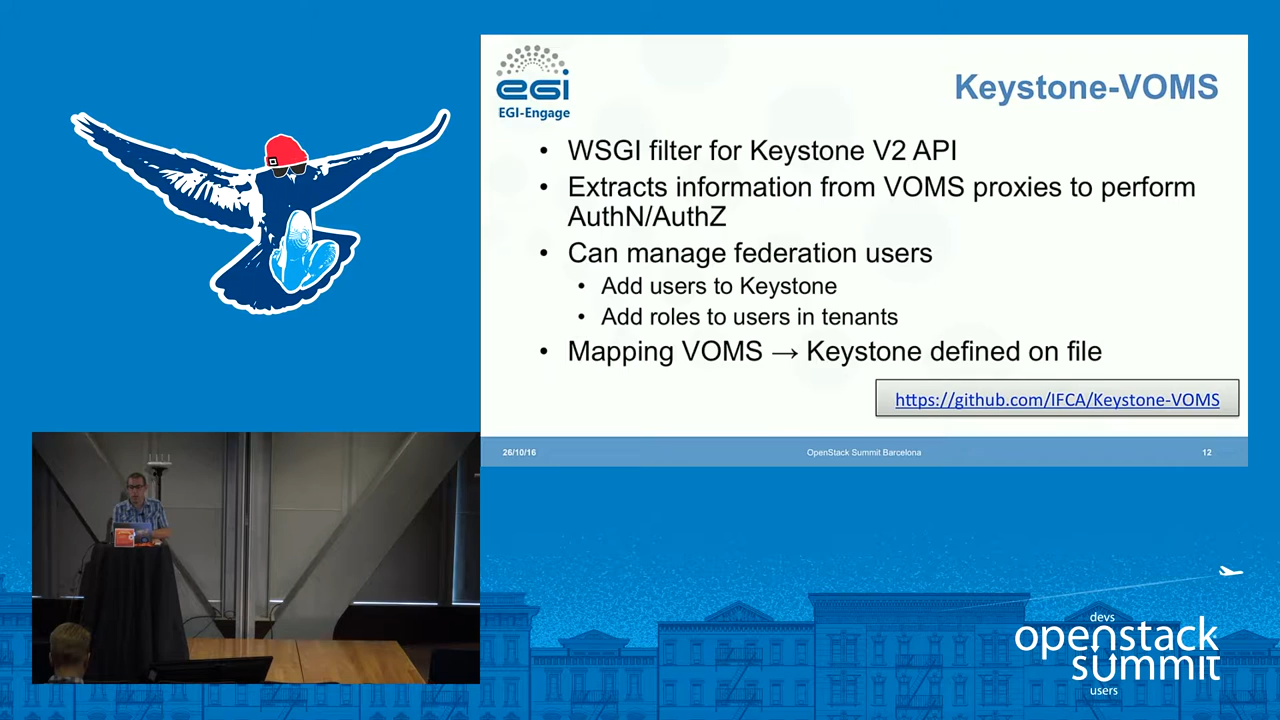 egi
EGI-Engage
Keystone-VOMS
• WSGI filter for Keystone V2 API
• Extracts information from VOMS proxies to perform
AuthN/AuthZ
• Can manage federation users
• Add users to Keystone
• Add roles to users in tenants
• Mapping VOMS → Keystone defined on file
https://github.com/IFCA/Keystone-VOMS
26/10/16
OpenStack Summit Barcelona
12
devs
openstack
summit
users